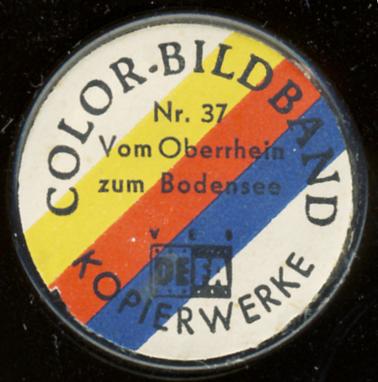 COLOR-BILDBAND
Nr. 37
Vom Oberrhein
zum Bodensee
VEB
DEFA
KOPIERWERKE